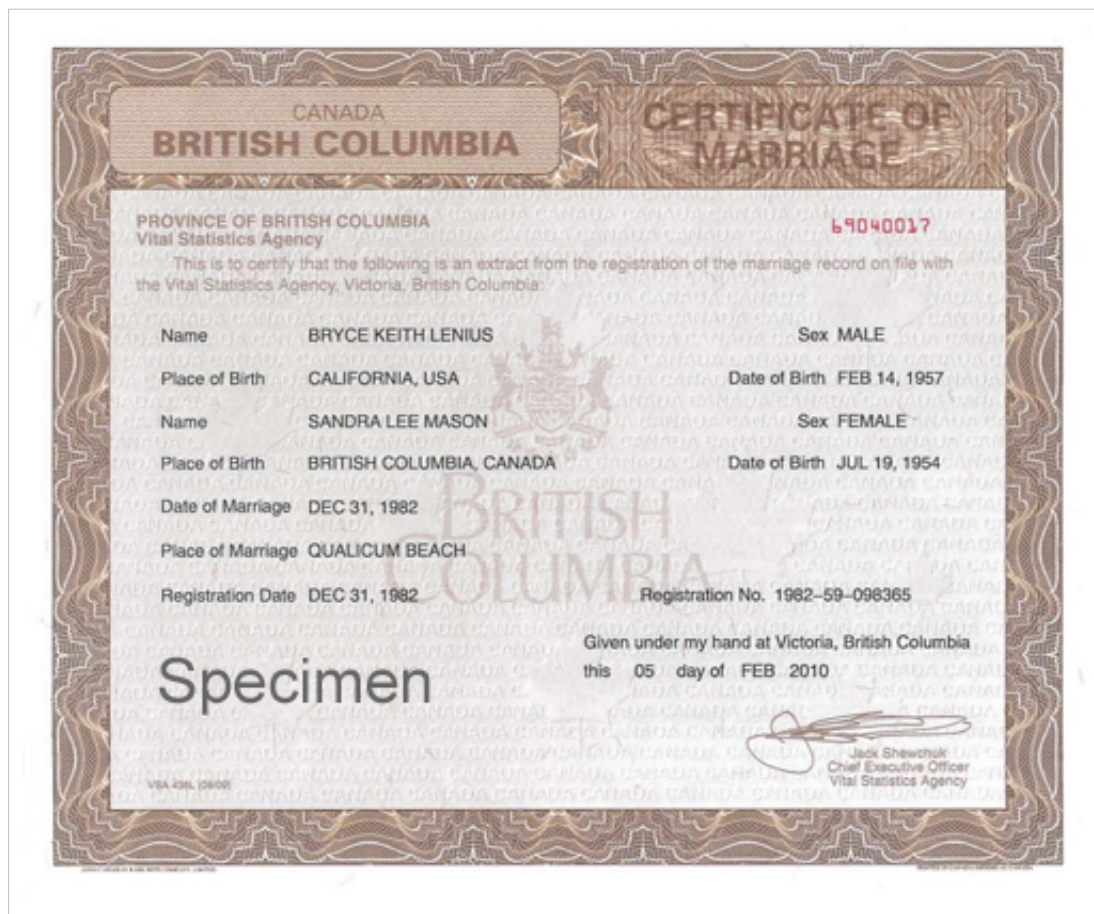 CANADA
BRITISH COLUMBIA
CERTIFICATE OF
MARRIAGE
PROVINCE OF BRITISH COLUMBIA
Vital Statistics Agency
69040017
This is to certify that the following is an extract from the registration of the marriage record on file with
the Vital Statistics Agency, Victoria, British Columbia:
Name BRYCE KEITH LENIUS Sex MALE
Place of Birth CALIFORNIA, USA Date of Birth FEB 14, 1957
Name SANDRA LEE MASON Sex FEMALE
Place of Birth BRITISH COLUMBIA, CANADA Date of Birth JUL 19, 1954
Date of Marriage DEC 31, 1982
BRITISH
Place of Marriage QUALICUM BEACH
COLUMBIA
Registration Date DEC 31, 1982 Registration No. 1982–59–098365
Given under my hand at Victoria, British Columbia
this 05 day of FEB 2010
Specimen
Jack Shewchuk
Chief Executive Officer
Vital Statistics Agency
VSA 436L (09/09)